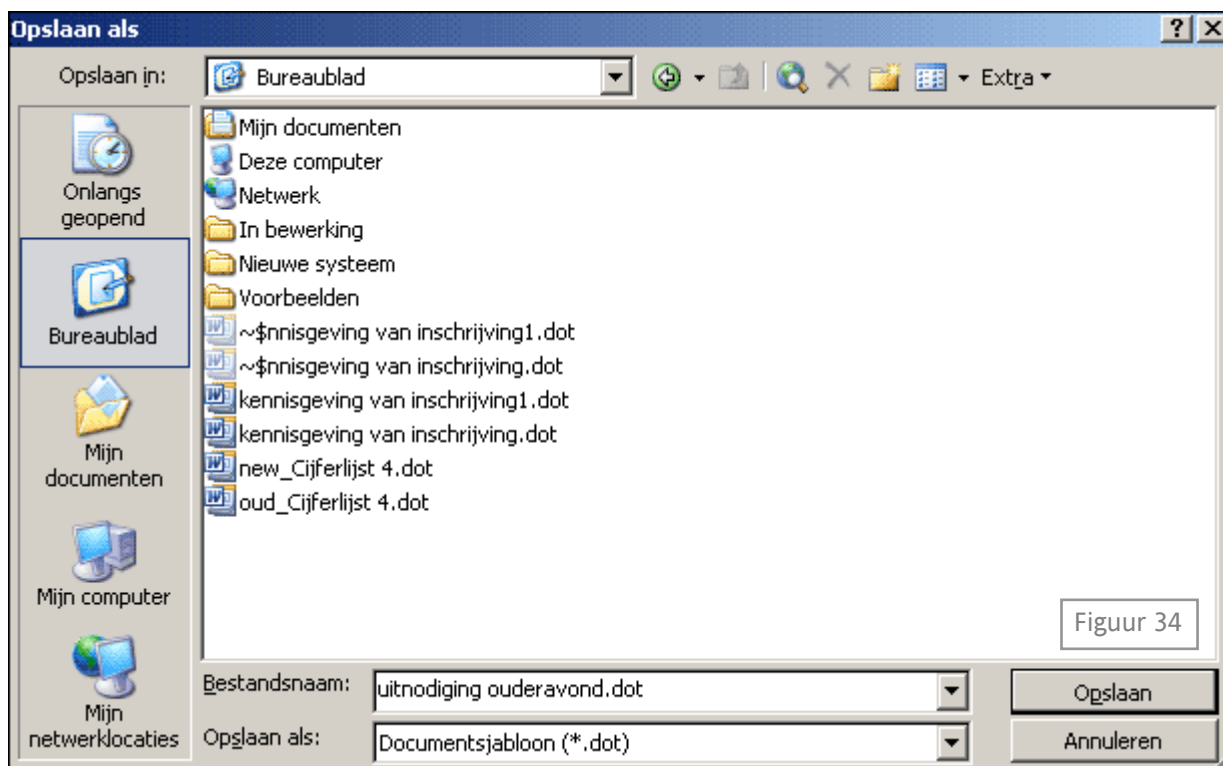 Opslaan als
Opslaan in:
Bureaublad
Extra
Onlangs
geopend
Bureaublad
Mijn
documenten
Mijn computer
Mijn
netwerklocaties
Mijn documenten
Deze computer
Netwerk
In bewerking
Nieuwe systeem
Voorbeelden
~$nnisgeving van inschrijving1.dot
~$nnisgeving van inschrijving.dot
kennisgeving van inschrijving1.dot
kennisgeving van inschrijving.dot
new_Cijferlijst 4.dot
oud_Cijferlijst 4.dot
Figuur 34
Bestandsnaam:
uitnodiging ouderavond.dot
Opslaan
Opslaan als:
Documentsjabloon (*.dot)
Annuleren